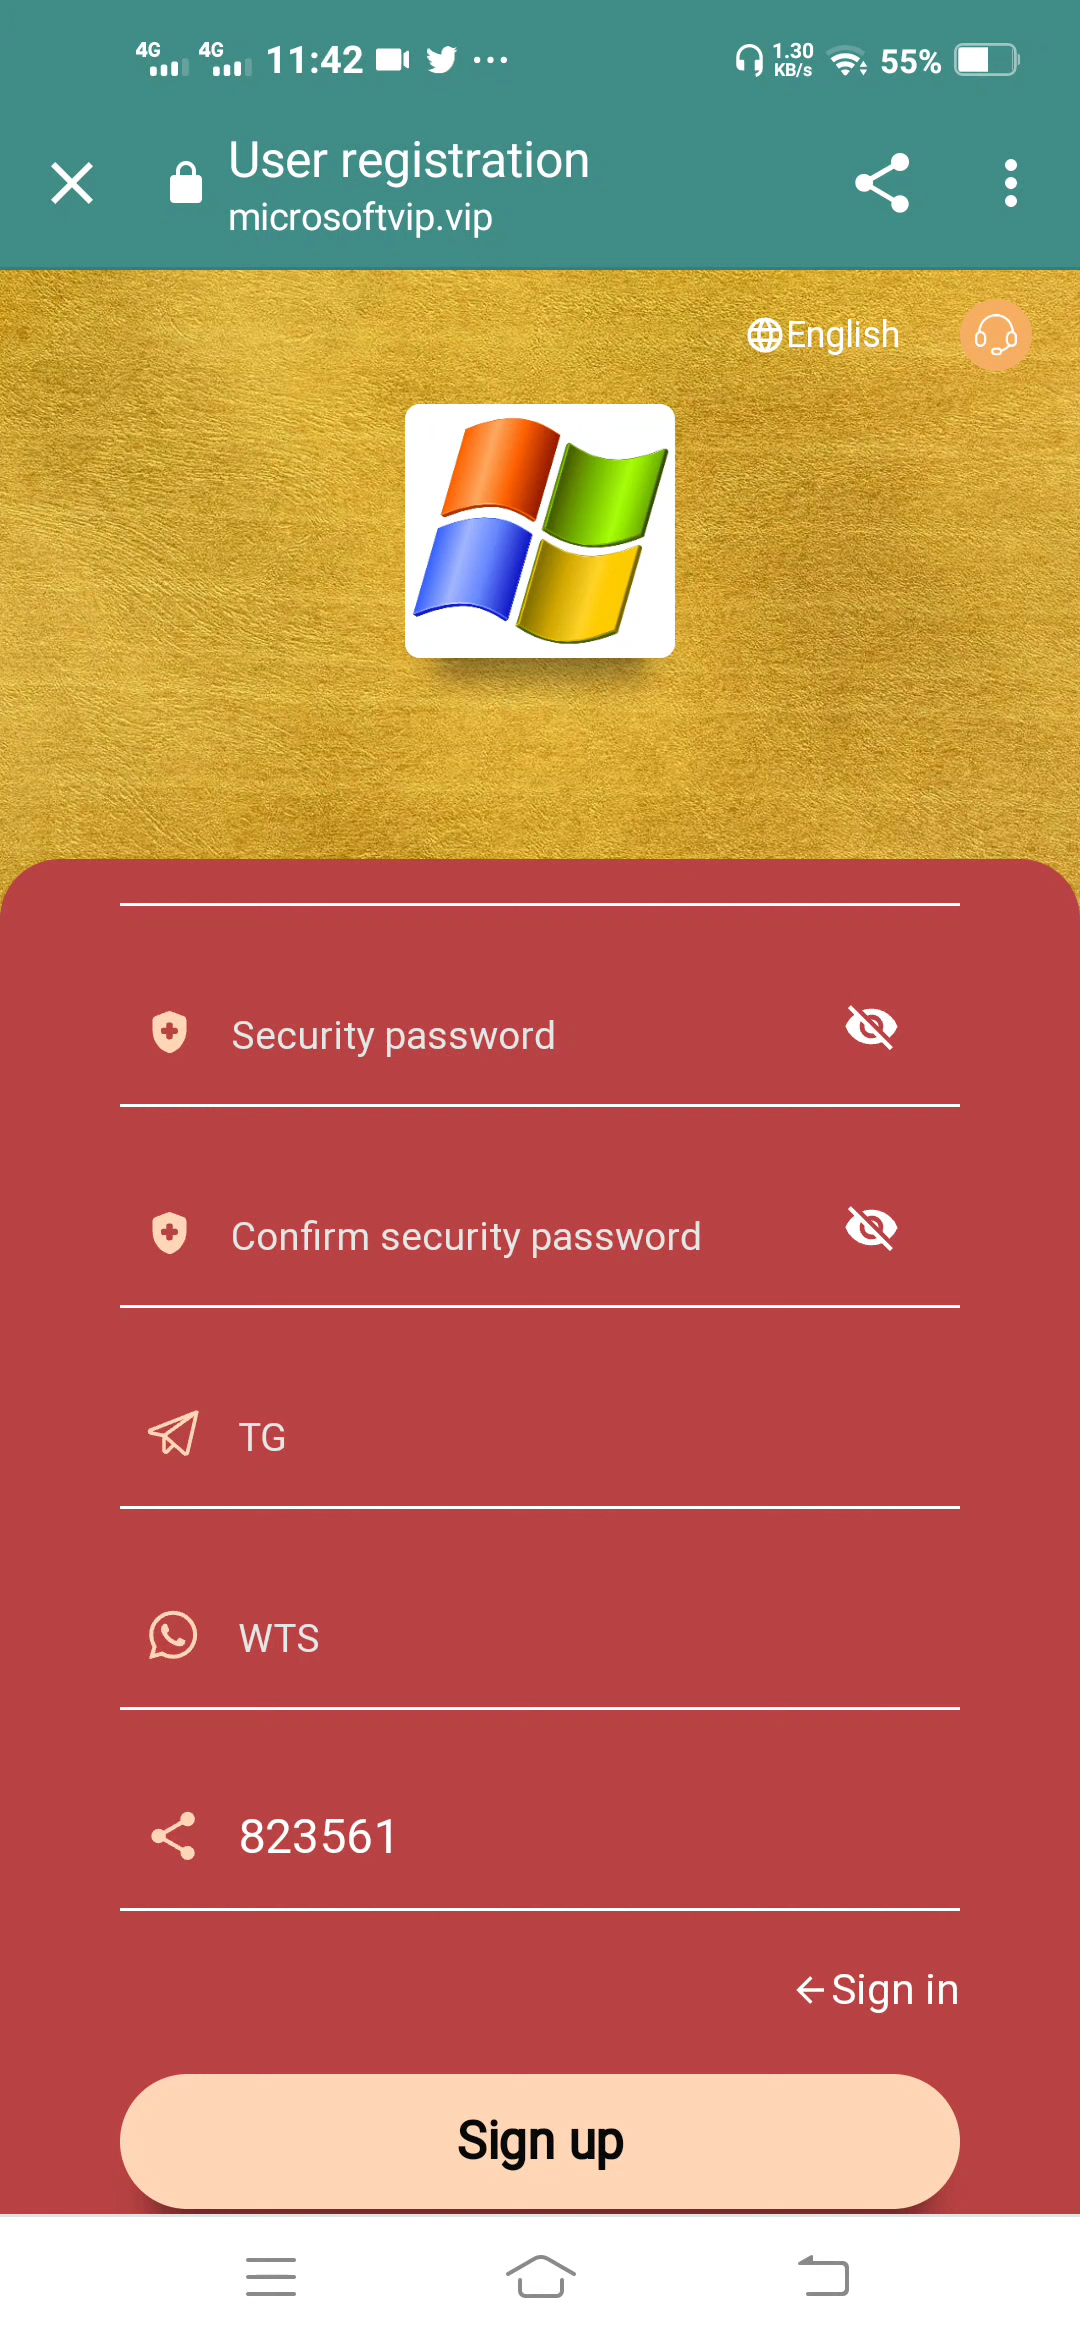 4G 4G 11:42 ... 1.30 KB/s 55%
User registration
microsoftvip.vip
English
Security password
Confirm security password
TG
WTS
823561
Sign in
Sign up